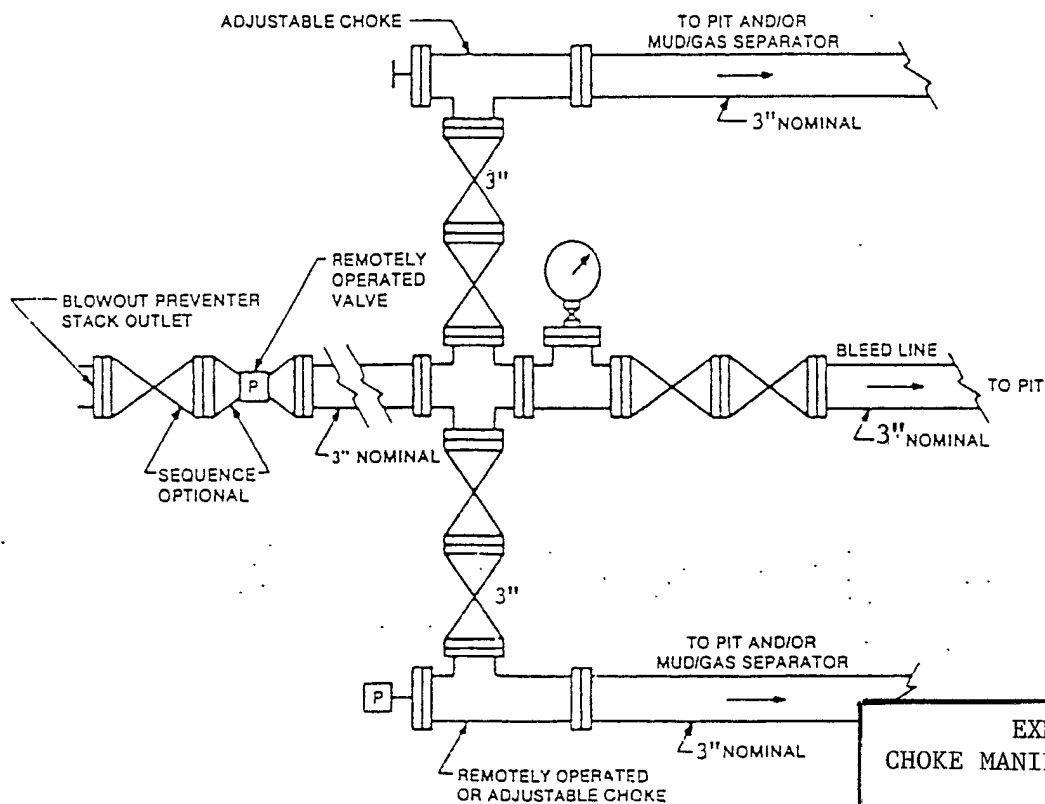 ADJUSTABLE CHOKE
TO PIT AND/OR
MUD/GAS SEPARATOR
3" NOMINAL
3"
REMOTELY
OPERATED
VALVE
BLOWOUT PREVENTER
STACK OUTLET
P
BLEED LINE
TO PIT
3" NOMINAL
3" NOMINAL
SEQUENCE
OPTIONAL
3"
TO PIT AND/OR
MUD/GAS SEPARATOR
P
3" NOMINAL
REMOTELY OPERATED
OR ADJUSTABLE CHOKE
CHOKE